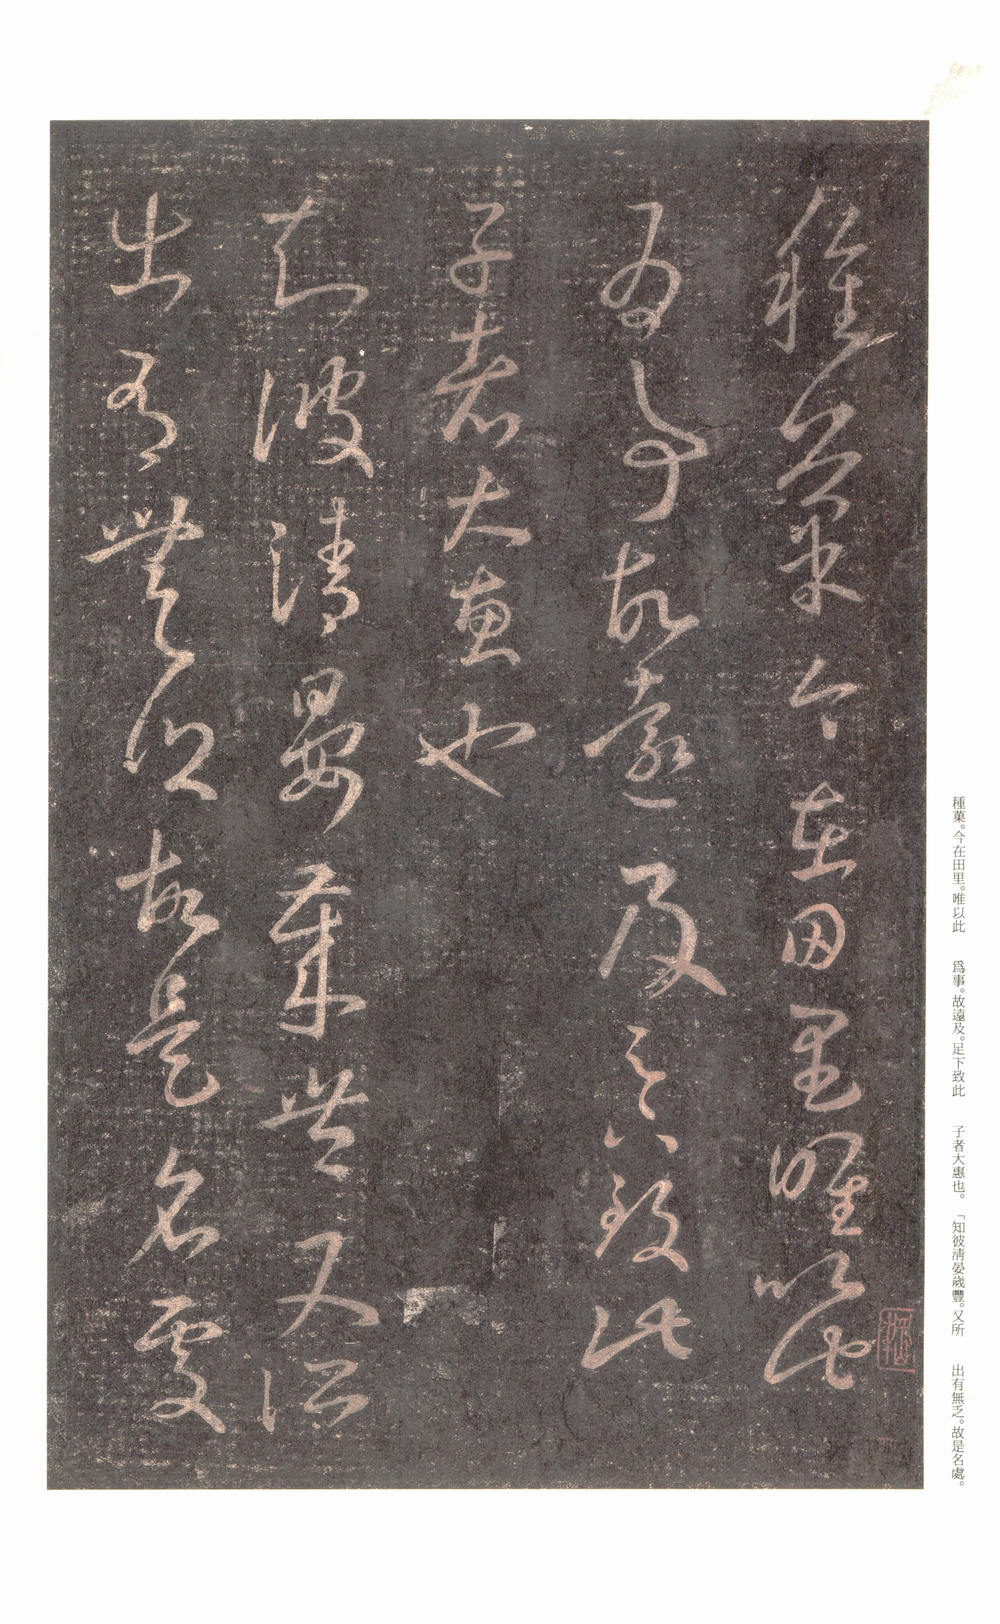 種菓今在田里唯以此
為事故遠及足下致此
子者大惠也
知彼清晏歲豐又所
出有無乏故是名處
種菓。今在田里。唯以此　爲事。故遠及。足下致此　子者大惠也。「知彼清晏歲豐。又所　出有無乏。故是名處。